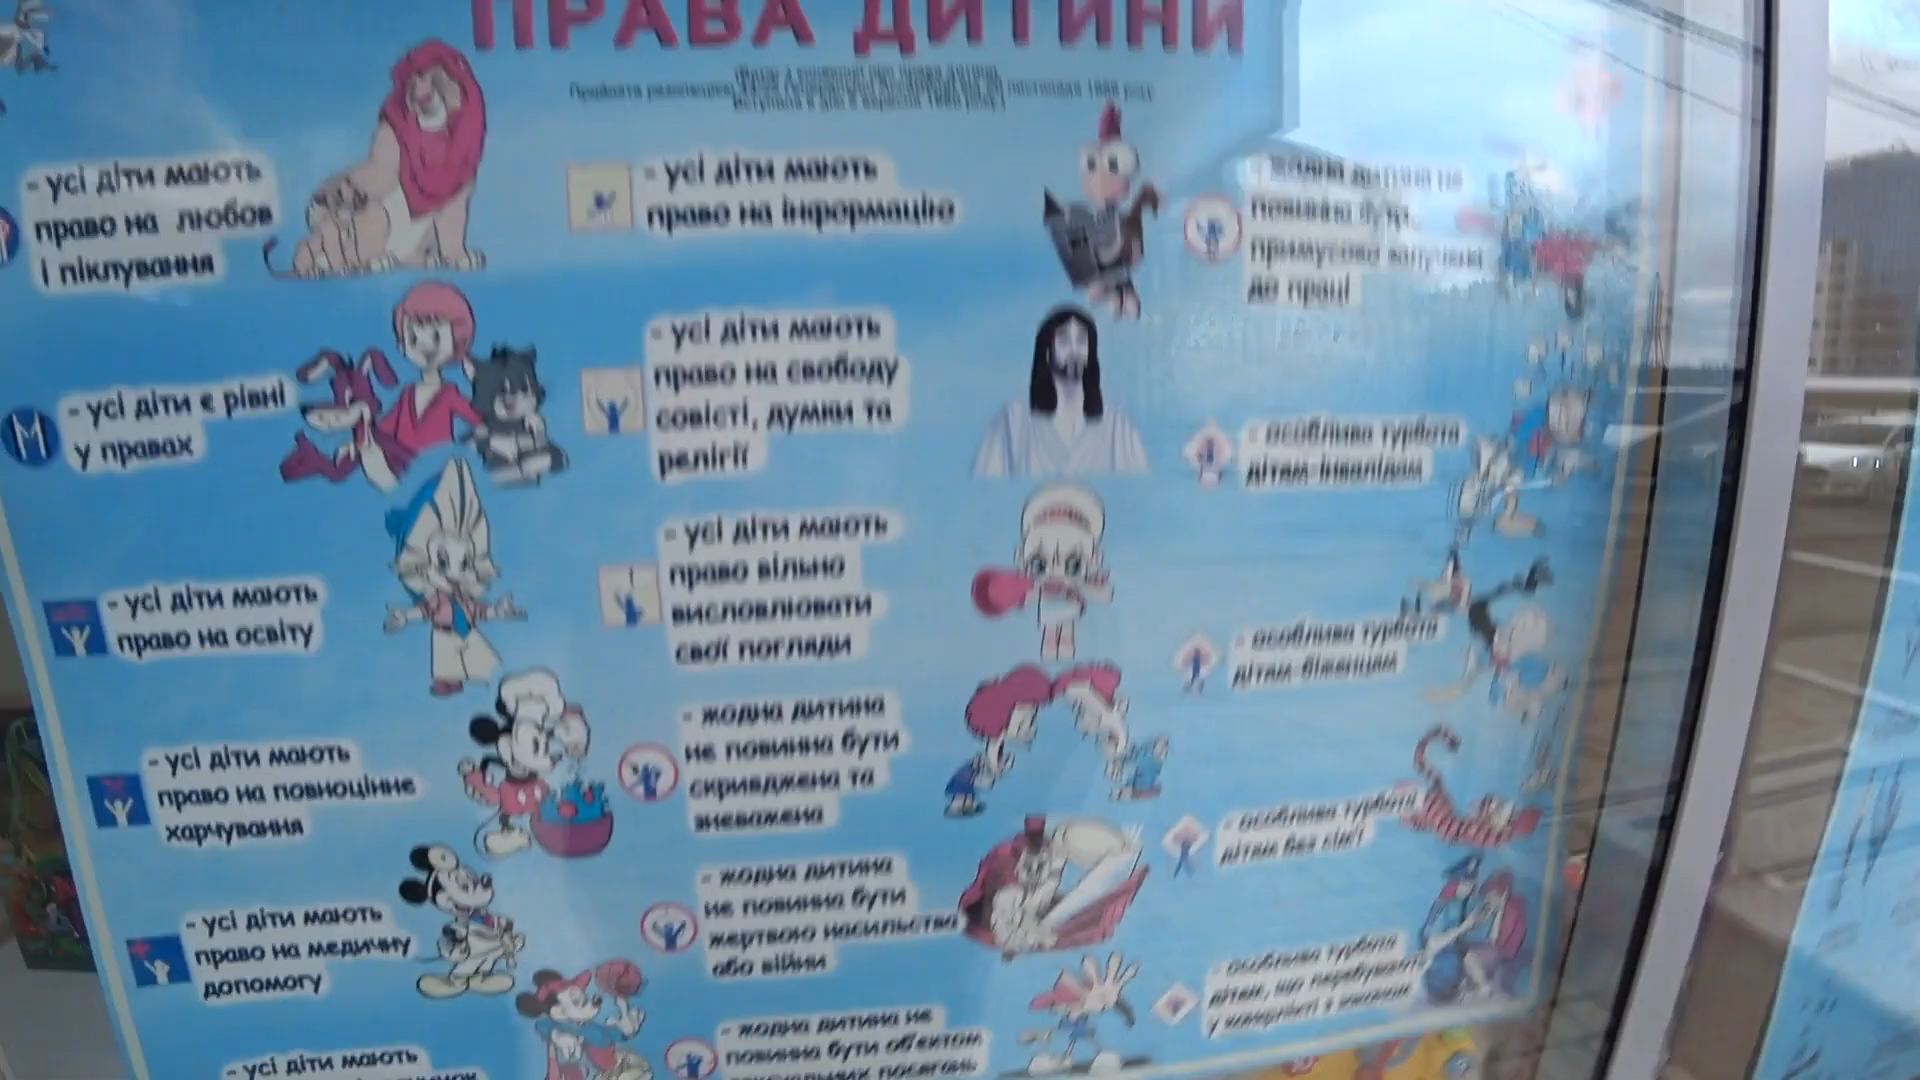 ПРАВА ДИТИНИ
- усі діти мають
право на любов
і піклування
- усі діти є рівні
у правах
- усі діти мають
право на освіту
- усі діти мають
право на повноцінне
харчування
- усі діти мають
право на медичну
допомогу
- усі діти мають
- усі діти мають
право на інформацію
- усі діти мають
право на свободу
совісті, думки та
релігії
- усі діти мають
право вільно
висловлювати
свої погляди
- жодна дитина
не повинна бути
скривджена та
зневажена
- жодна дитина
не повинна бути
жертвою насильства
або війни
- жодна дитина не
повинна бути об'єктом
- жодна дитина не
повинна бути
примусово залучена
до праці
- особлива турбота
дітям-інвалідам
- особлива турбота
дітям-біженцям
- особлива турбота
дітям без сім'ї
- особлива турбота
дітям, що перебувають
у конфлікті з законом